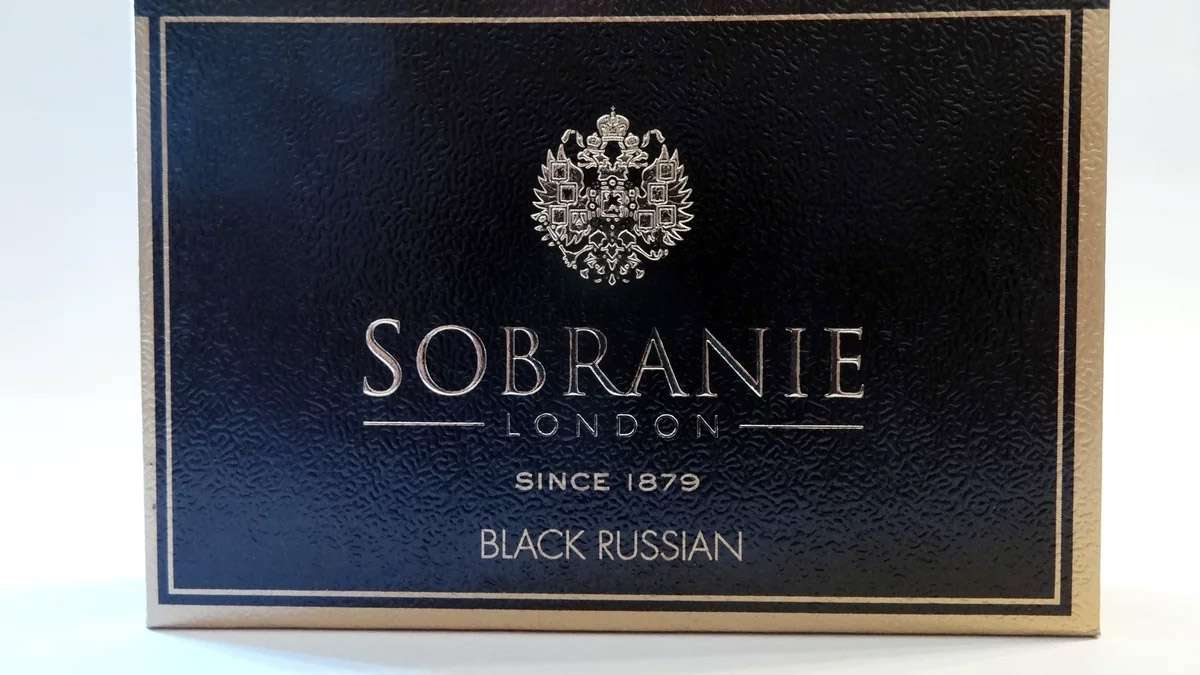 SOBRANIE
LONDON
SINCE 1879
BLACK RUSSIAN